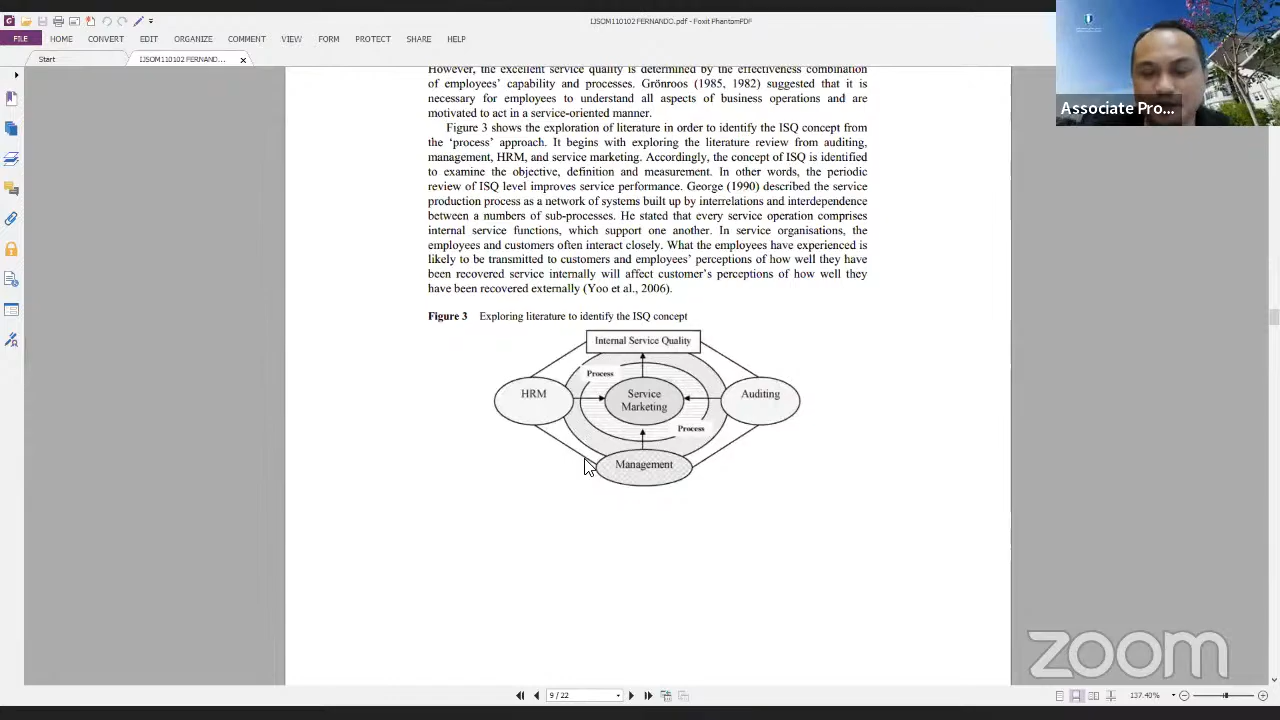 IJSOM110102 FERNANDO.pdf - Foxit PhantomPDF
FILE HOME CONVERT EDIT ORGANIZE COMMENT VIEW FORM PROTECT SHARE HELP
Start IJSOM110102 FERNAND...
However, the excellent service quality is determined by the effectiveness combination
of employees' capability and processes. Grönroos (1985, 1982) suggested that it is
necessary for employees to understand all aspects of business operations and are
motivated to act in a service-oriented manner.
Figure 3 shows the exploration of literature in order to identify the ISQ concept from
the 'process' approach. It begins with exploring the literature review from auditing,
management, HRM, and service marketing. Accordingly, the concept of ISQ is identified
to examine the objective, definition and measurement. In other words, the periodic
review of ISQ level improves service performance. George (1990) described the service
production process as a network of systems built up by interrelations and interdependence
between a numbers of sub-processes. He stated that every service operation comprises
internal service functions, which support one another. In service organisations, the
employees and customers often interact closely. What the employees have experienced is
likely to be transmitted to customers and employees' perceptions of how well they have
been recovered service internally will affect customer's perceptions of how well they
have been recovered externally (Yoo et al., 2006).
Figure 3 Exploring literature to identify the ISQ concept
Internal Service Quality
Process
HRM
Service
Marketing
Auditing
Process
Management
Associate Pro...
zoom
9 / 22
137.40%